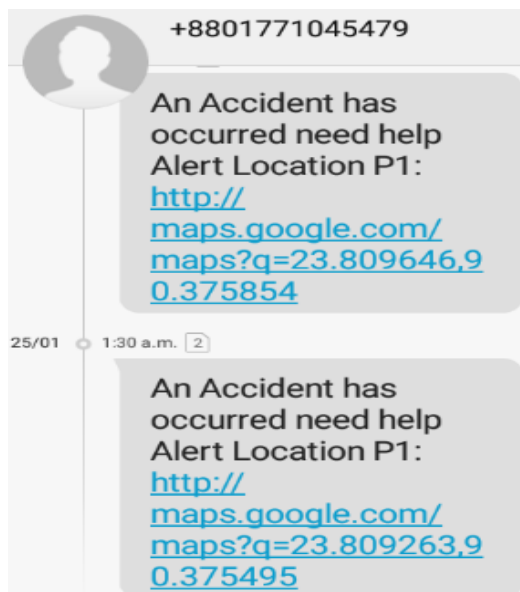 +8801771045479
An Accident has
occurred need help
Alert Location P1:
http://
maps.google.com/
maps?q=23.809646,9
0.375854
25/01 1:30 a.m. 2
An Accident has
occurred need help
Alert Location P1:
http://
maps.google.com/
maps?q=23.809263,9
0.375495